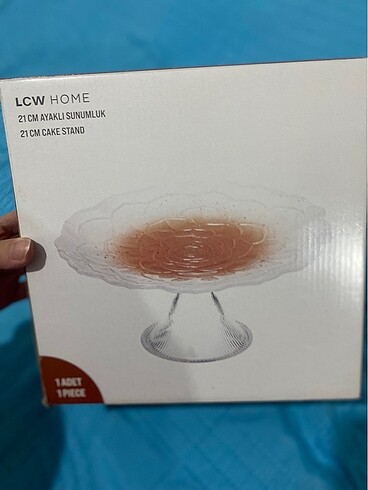 LCW HOME
21 CM AYAKLI SUNUMLUK
21 CM CAKE STAND
1 ADET
1 PIECE